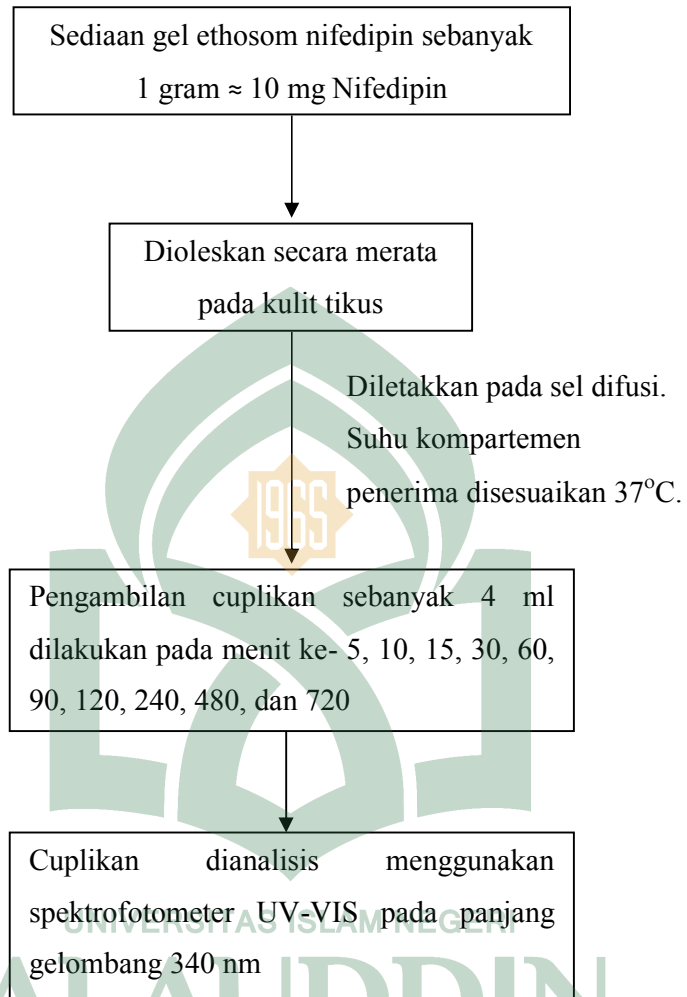 Sediaan gel ethosom nifedipin sebanyak
1 gram ≈ 10 mg Nifedipin
Dioleskan secara merata
pada kulit tikus
Diletakkan pada sel difusi.
Suhu kompartemen
penerima disesuaikan 37°C.
1965
Pengambilan cuplikan sebanyak 4 ml
dilakukan pada menit ke- 5, 10, 15, 30, 60,
90, 120, 240, 480, dan 720
Cuplikan dianalisis menggunakan
spektrofotometer UV-VIS pada panjang
UNIVERSITAS ISLAM NEGERI
gelombang 340 nm
ALAUDDIN